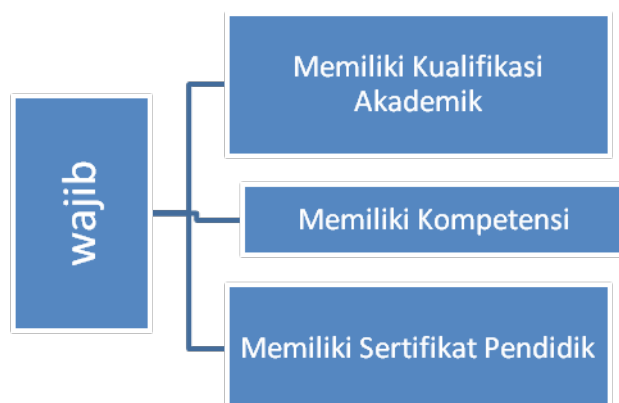 wajib
Memiliki Kualifikasi
Akademik
Memiliki Kompetensi
Memiliki Sertifikat Pendidik